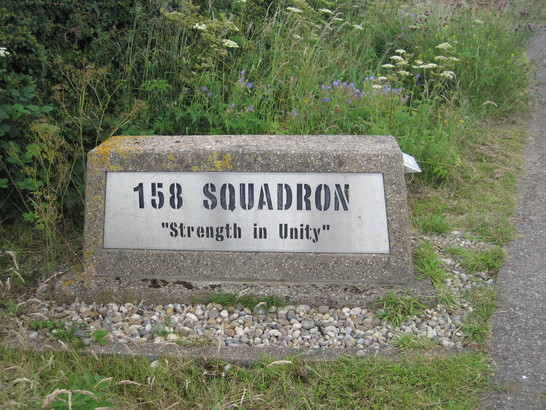 158 SQUADRON
"Strength in Unity"